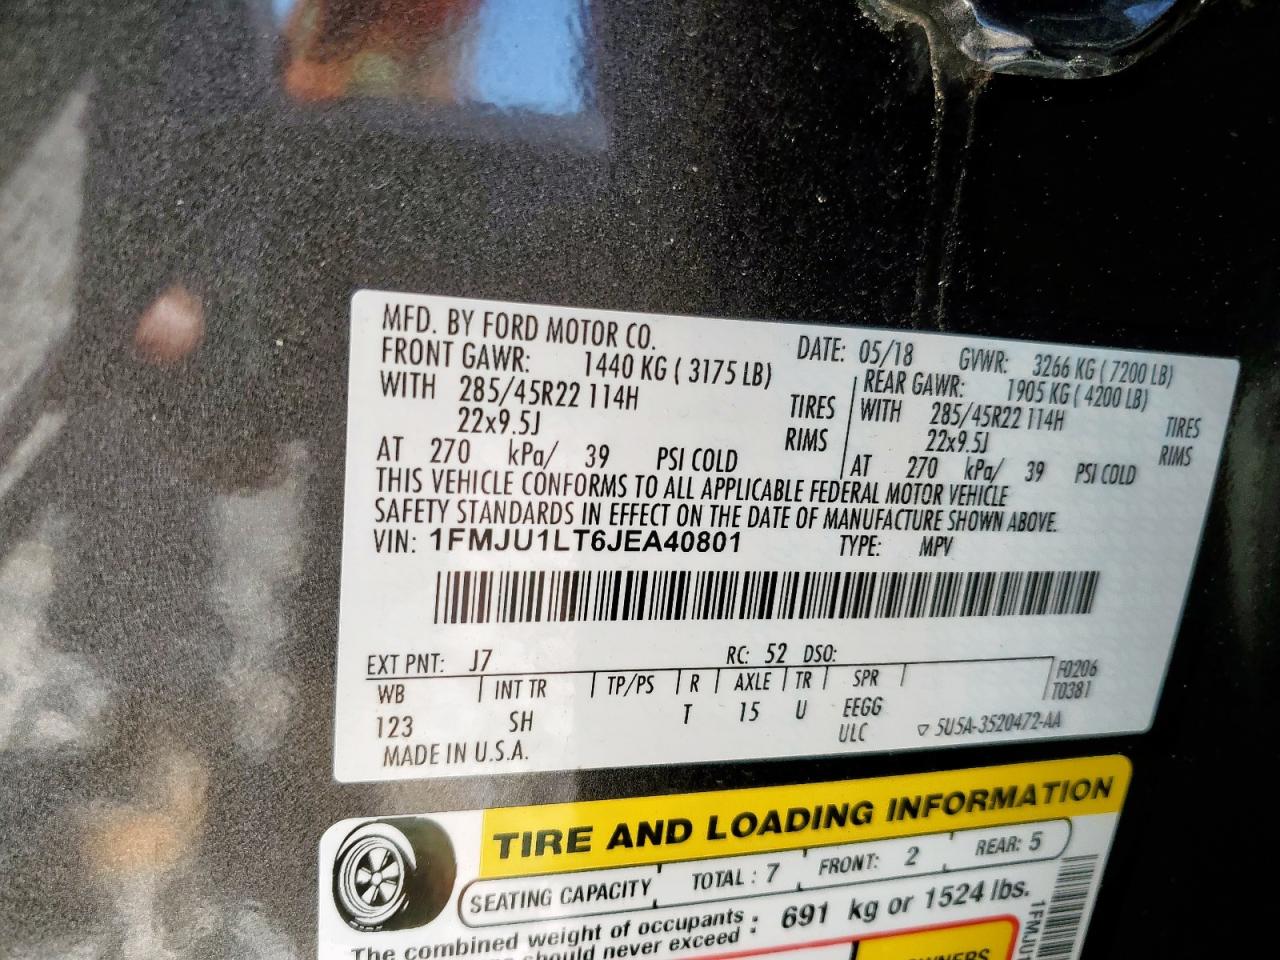 MFD. BY FORD MOTOR CO.
DATE: 05/18 GVWR: 3266 KG ( 7200 LB)
FRONT GAWR: 1440 KG ( 3175 LB)
WITH 285/45R22 114H TIRES
22x9.5J RIMS
AT 270 kPa/ 39 PSI COLD
REAR GAWR: 1905 KG ( 4200 LB)
WITH 285/45R22 114H TIRES
22x9.5J RIMS
AT 270 kPa/ 39 PSI COLD
THIS VEHICLE CONFORMS TO ALL APPLICABLE FEDERAL MOTOR VEHICLE
SAFETY STANDARDS IN EFFECT ON THE DATE OF MANUFACTURE SHOWN ABOVE.
VIN: 1FMJU1LT6JEA40801 TYPE: MPV
EXT PNT: J7 RC: 52 DSO:
WB INT TR TP/PS R AXLE TR SPR F0206
T0381
123 SH T 15 U EEGG
ULC ▽ 5U5A-3520472-AA
MADE IN U.S.A.
TIRE AND LOADING INFORMATION
SEATING CAPACITY TOTAL : 7 FRONT: 2 REAR: 5
The combined weight of occupants : 691 kg or 1524 lbs.
should never exceed :
1FMJU1